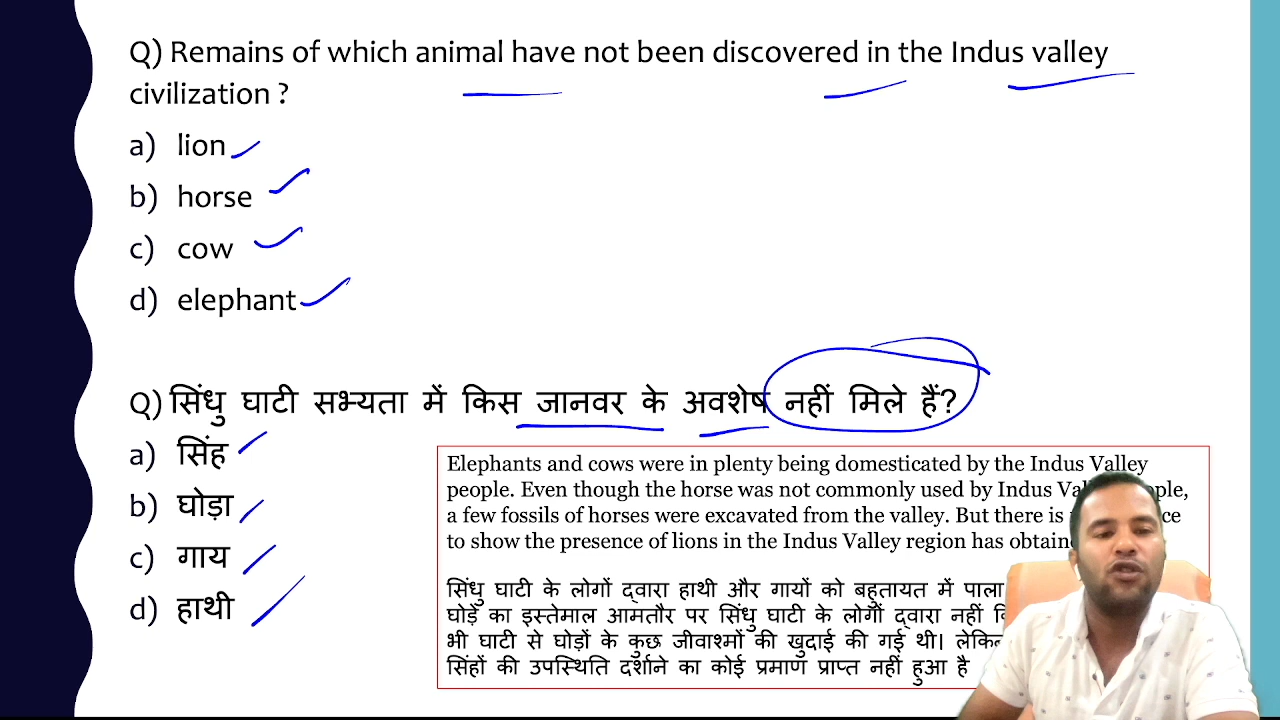 Q) Remains of which animal have not been discovered in the Indus valley
civilization ?
a) lion
b) horse
c) cow
d) elephant
Q) सिंधु घाटी सभ्यता में किस जानवर के अवशेष नहीं मिले हैं?
a) सिंह
b) घोड़ा
c) गाय
d) हाथी
Elephants and cows were in plenty being domesticated by the Indus Valley
people. Even though the horse was not commonly used by Indus
a few fossils of horses were excavated from the valley. But there is
to show the presence of lions in the Indus Valley region has
सिंधु घाटी के लोगों द्वारा हाथी और गायों को बहुतायत में पाला
घोड़े का इस्तेमाल आमतौर पर सिंधु घाटी के लोगों द्वारा नहीं
भी घाटी से घोड़ों के कुछ जीवाश्मों की खुदाई की गई थी।
सिंहों की उपस्थिति दर्शाने का कोई प्रमाण प्राप्त नहीं हुआ है